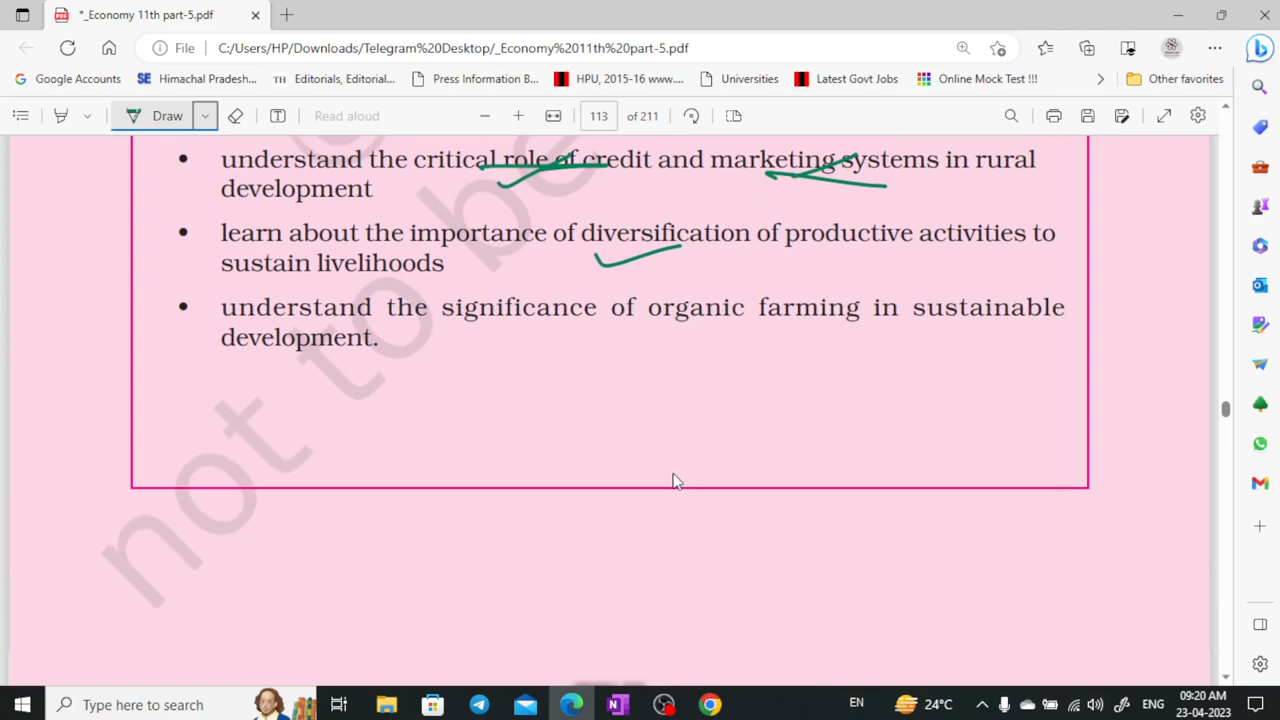 *_Economy 11th part-5.pdf
File
C:/Users/HP/Downloads/Telegram%20Desktop/_Economy%2011th%20part-5.pdf
Google Accounts
SE Himachal Pradesh...
TH Editorials, Editorial...
Press Information B...
HPU, 2015-16 www....
Universities
Latest Govt Jobs
Online Mock Test !!!
Other favorites
Draw
Read aloud
113 of 211
• understand the critical role of credit and marketing systems in rural
development
• learn about the importance of diversification of productive activities to
sustain livelihoods
• understand the significance of organic farming in sustainable
development.
not to be
Type here to search
24°C
EN
09:20 AM
23-04-2023